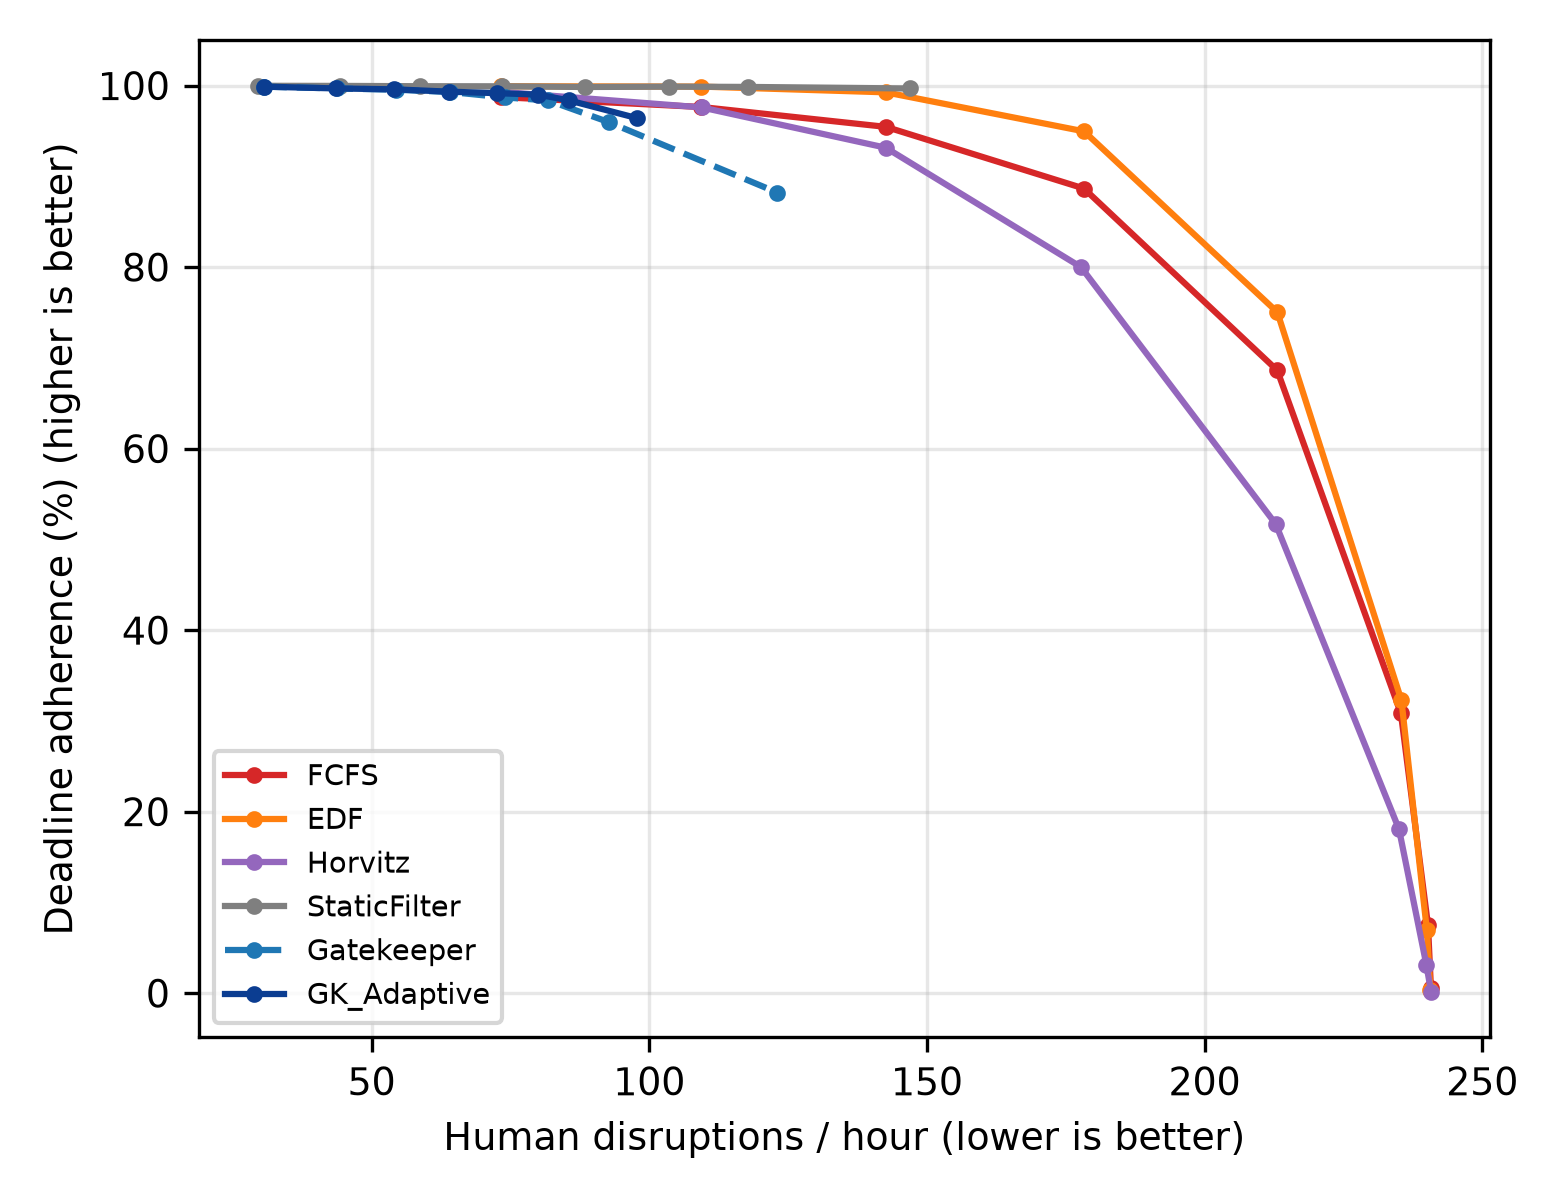 100
80
60
40
20
0
Deadline adherence (%) (higher is better)
FCFS
EDF
Horvitz
StaticFilter
Gatekeeper
GK_Adaptive
50
100
150
200
250
Human disruptions / hour (lower is better)